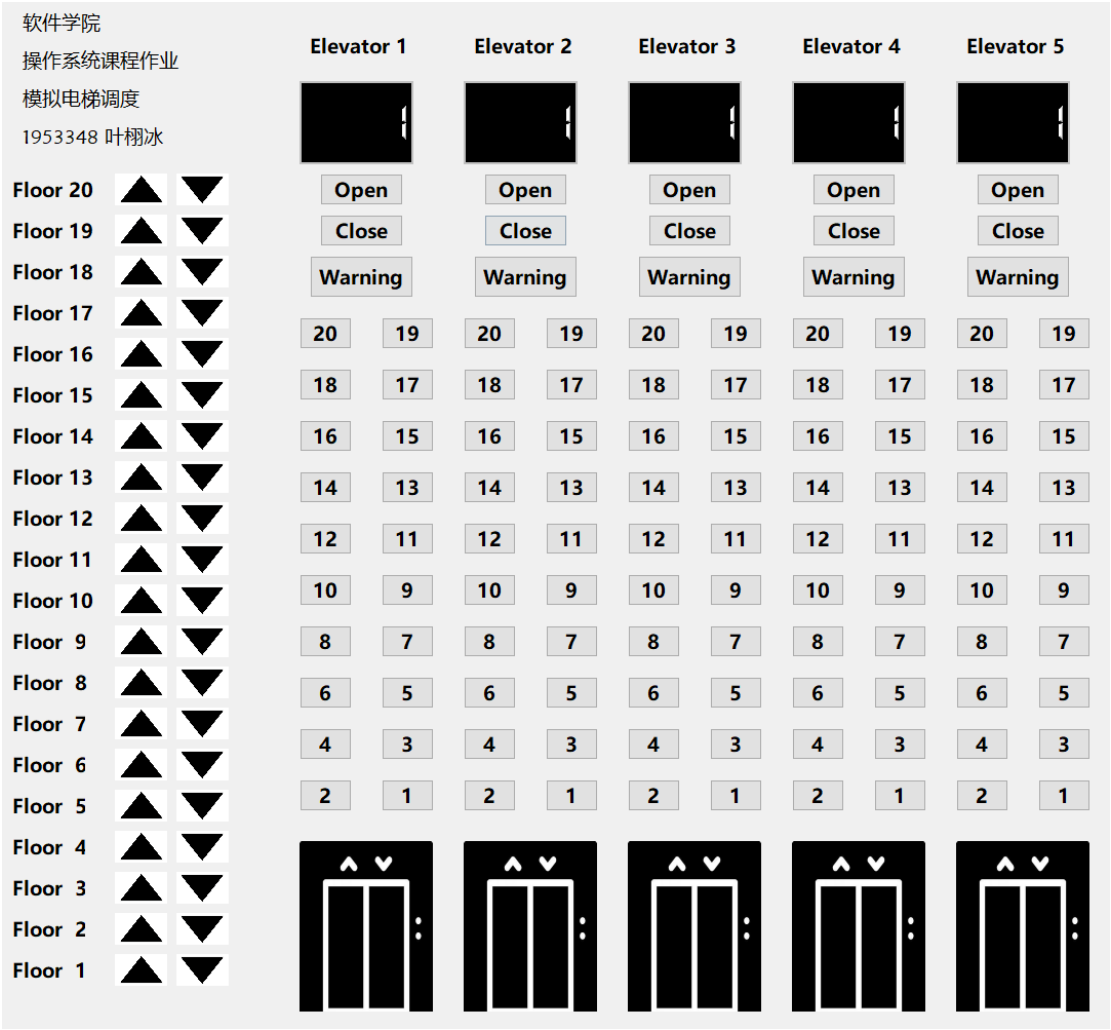 软件学院
操作系统课程作业
模拟电梯调度
1953348 叶栩冰
Elevator 1 Elevator 2 Elevator 3 Elevator 4 Elevator 5
1 1 1 1 1
Floor 20 Open Open Open Open Open
Floor 19 Close Close Close Close Close
Floor 18 Warning Warning Warning Warning Warning
Floor 17
20 19 20 19 20 19 20 19 20 19
Floor 16
18 17 18 17 18 17 18 17 18 17
Floor 15
Floor 14 16 15 16 15 16 15 16 15 16 15
Floor 13
14 13 14 13 14 13 14 13 14 13
Floor 12
12 11 12 11 12 11 12 11 12 11
Floor 11
10 9 10 9 10 9 10 9 10 9
Floor 10
Floor 9 8 7 8 7 8 7 8 7 8 7
Floor 8
6 5 6 5 6 5 6 5 6 5
Floor 7
4 3 4 3 4 3 4 3 4 3
Floor 6
2 1 2 1 2 1 2 1 2 1
Floor 5
Floor 4
Floor 3
Floor 2
Floor 1